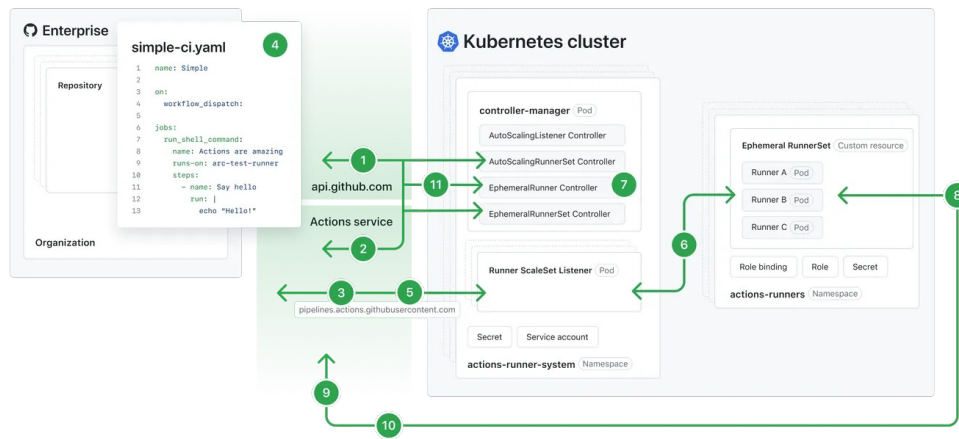 Enterprise
simple-ci.yaml
4
1 name: Simple
2
3 on:
4 workflow_dispatch:
5
6 jobs:
7 run_shell_command:
8 name: Actions are amazing
9 runs-on: arc-test-runner
10 steps:
11 - name: Say hello
12 run: |
13 echo "Hello!"
Repository
Organization
1
api.github.com
11
Actions service
2
3
5
pipelines.actions.githubusercontent.com
9
10
Kubernetes cluster
controller-manager Pod
AutoScalingListener Controller
AutoScalingRunnerSet Controller
EphemeralRunner Controller
7
EphemeralRunnerSet Controller
Runner ScaleSet Listener Pod
Secret
Service account
actions-runner-system Namespace
6
Ephemeral RunnerSet Custom resource
Runner A Pod
Runner B Pod
Runner C Pod
8
Role binding
Role
Secret
actions-runners Namespace